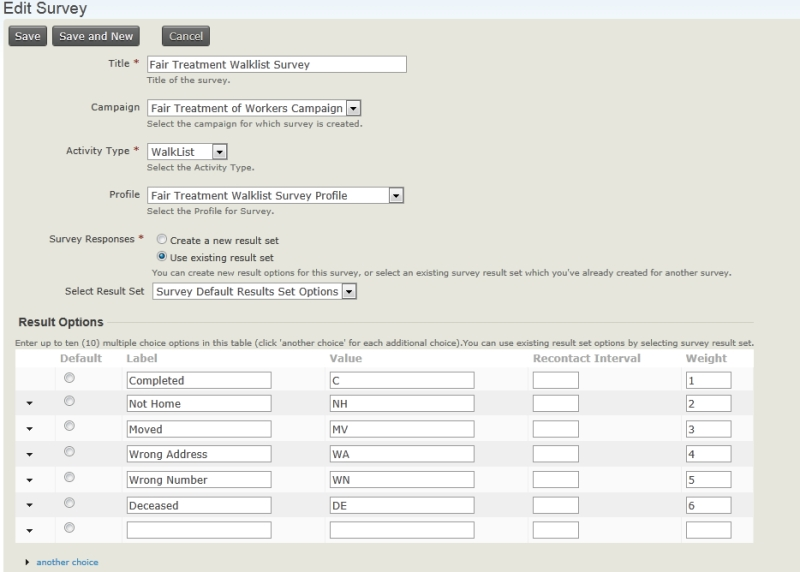 Edit Survey
Save Save and New Cancel
Title * Fair Treatment Walklist Survey
Title of the survey.
Campaign Fair Treatment of Workers Campaign
Select the campaign for which survey is created.
Activity Type * WalkList
Select the Activity Type.
Profile Fair Treatment Walklist Survey Profile
Select the Profile for Survey.
Survey Responses * Create a new result set
Use existing result set
You can create new result options for this survey, or select an existing survey result set which you've already created for another survey.
Select Result Set Survey Default Results Set Options
Result Options
Enter up to ten (10) multiple choice options in this table (click 'another choice' for each additional choice).You can use existing result set options by selecting survey result set.
Default Label Value Recontact Interval Weight
Completed C 1
Not Home NH 2
Moved MV 3
Wrong Address WA 4
Wrong Number WN 5
Deceased DE 6
another choice